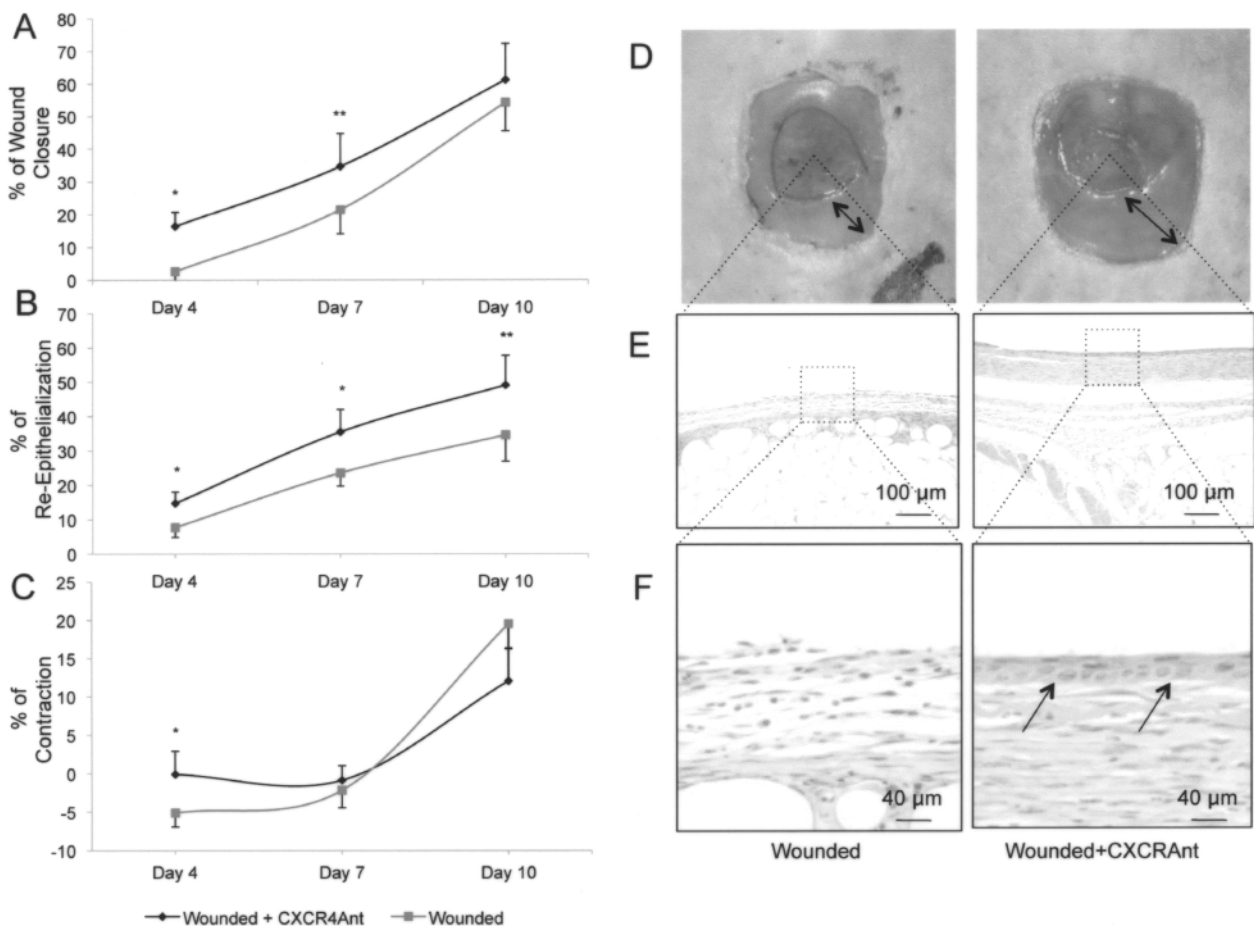 A
% of Wound
Closure
80
70
60
50
40
30
20
10
0
*
**
Day 4
Day 7
Day 10
B
% of
Re-Epithelialization
70
60
50
40
30
20
10
0
*
*
**
Day 4
Day 7
Day 10
C
% of
Contraction
25
20
15
10
5
0
-5
-10
*
Day 4
Day 7
Day 10
Wounded + CXCR4Ant
Wounded
D
E
100 µm
100 µm
F
40 µm
40 µm
Wounded
Wounded+CXCRAnt